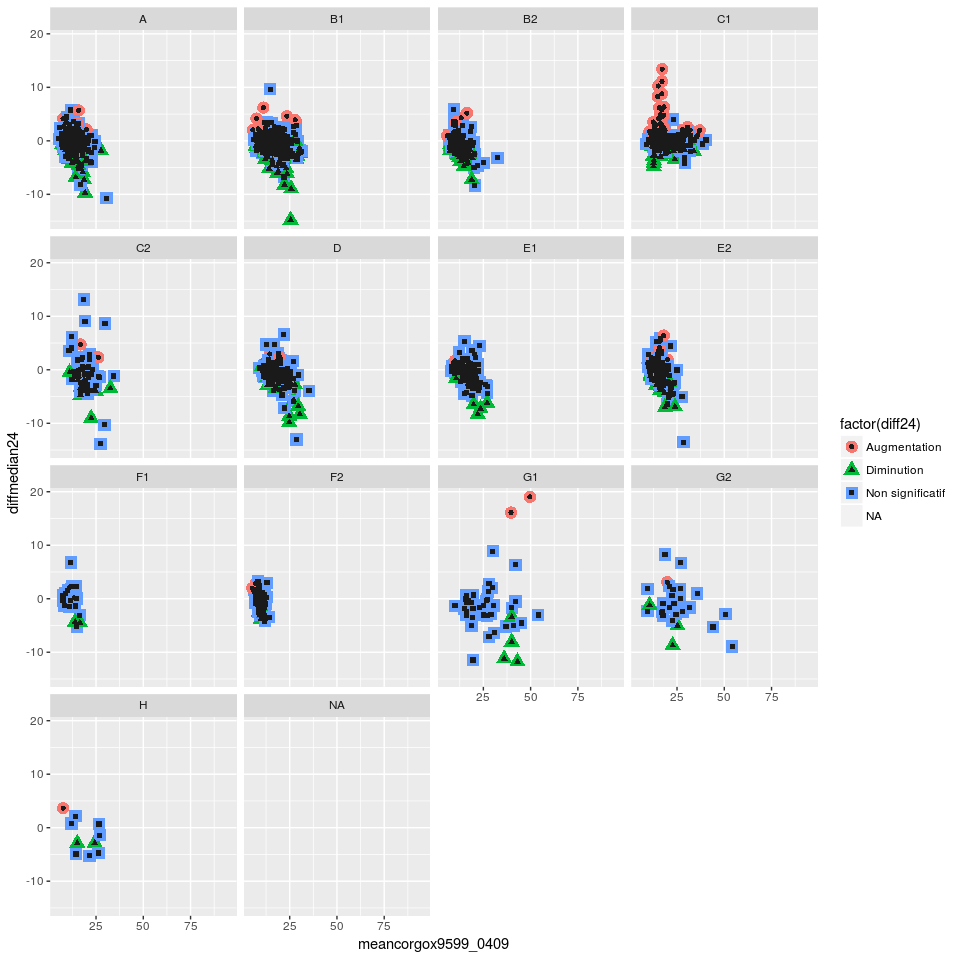 A B1 B2 C1
20
10
0
-10
C2 D E1 E2
20
10
0
-10
F1 F2 G1 G2
20
10
0
-10
25 50 75 25 50 75
H NA
20
10
0
-10
25 50 75 25 50 75
meancorgox9599_0409
diffmedian24
factor(diff24)
Augmentation
Diminution
Non significatif
NA